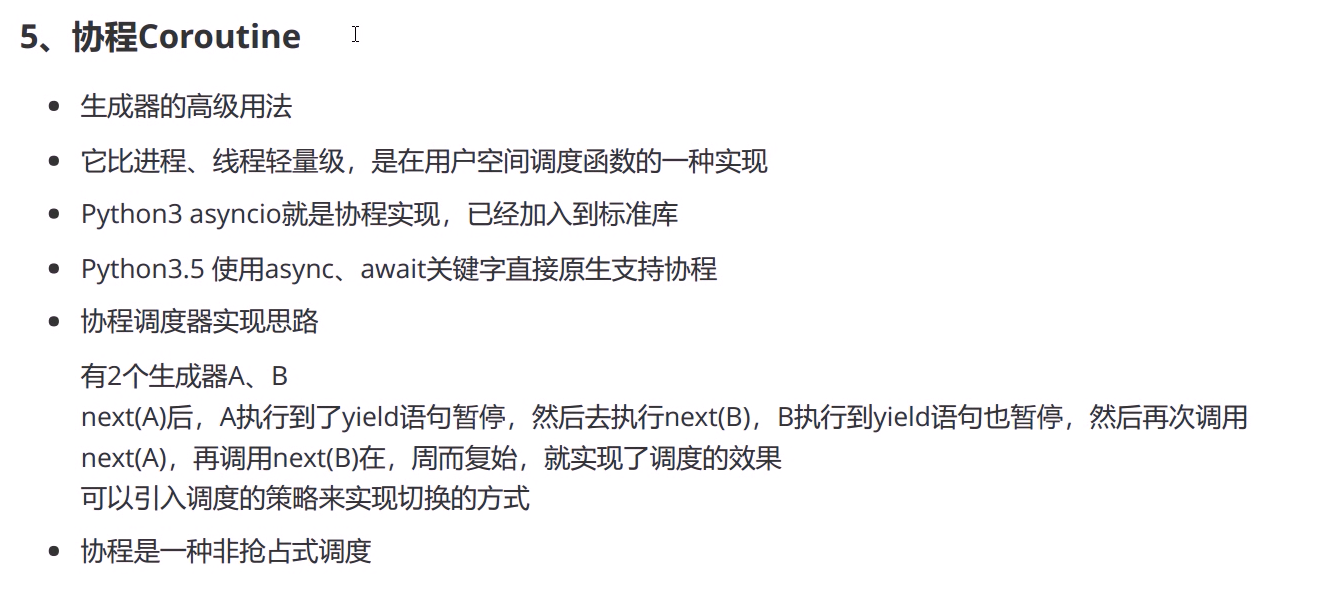 5、协程Coroutine
生成器的高级用法
它比进程、线程轻量级，是在用户空间调度函数的一种实现
Python3 asyncio就是协程实现，已经加入到标准库
Python3.5 使用async、await关键字直接原生支持协程
协程调度器实现思路
有2个生成器A、B
next(A)后，A执行到了yield语句暂停，然后去执行next(B)，B执行到yield语句也暂停，然后再次调用
next(A)，再调用next(B)在，周而复始，就实现了调度的效果
可以引入调度的策略来实现切换的方式
协程是一种非抢占式调度